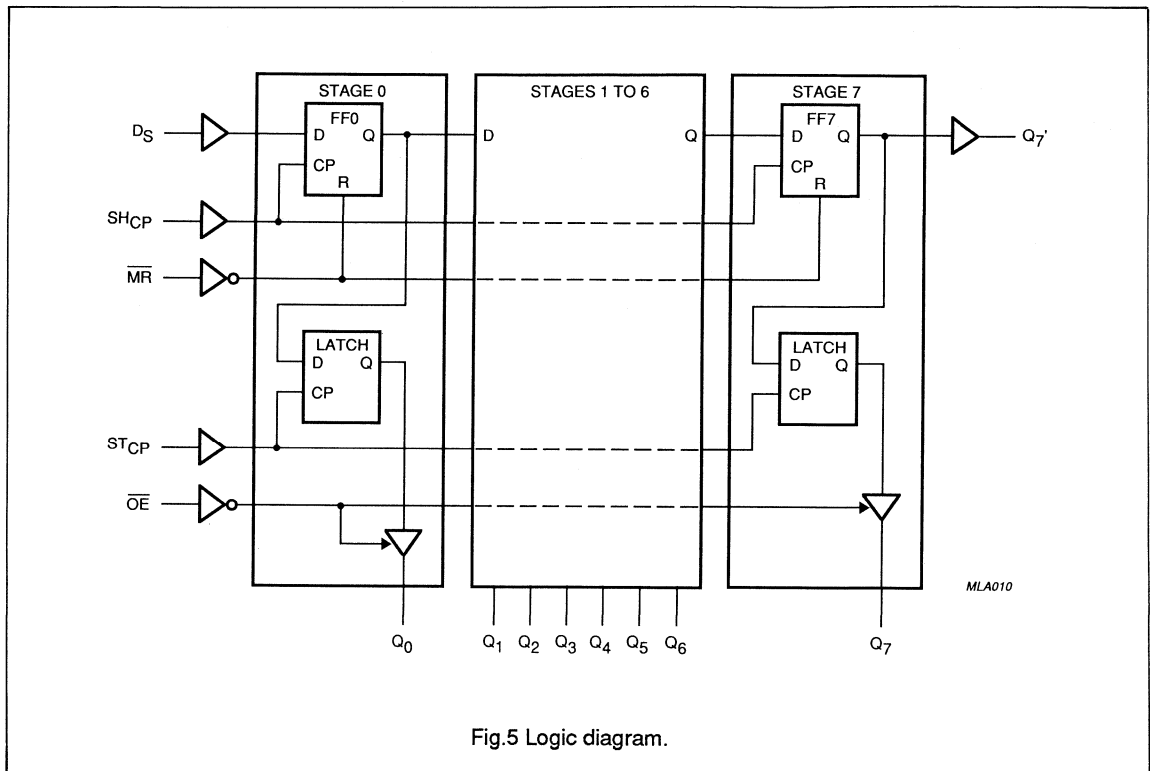 STAGE 0 STAGES 1 TO 6 STAGE 7
FF0 FF7
DS D Q D Q D Q Q7'
CP CP
R R
SHCP
MR
LATCH LATCH
D Q D Q
CP CP
STCP
OE
MLA010
Q0 Q1 Q2 Q3 Q4 Q5 Q6 Q7
Fig.5 Logic diagram.